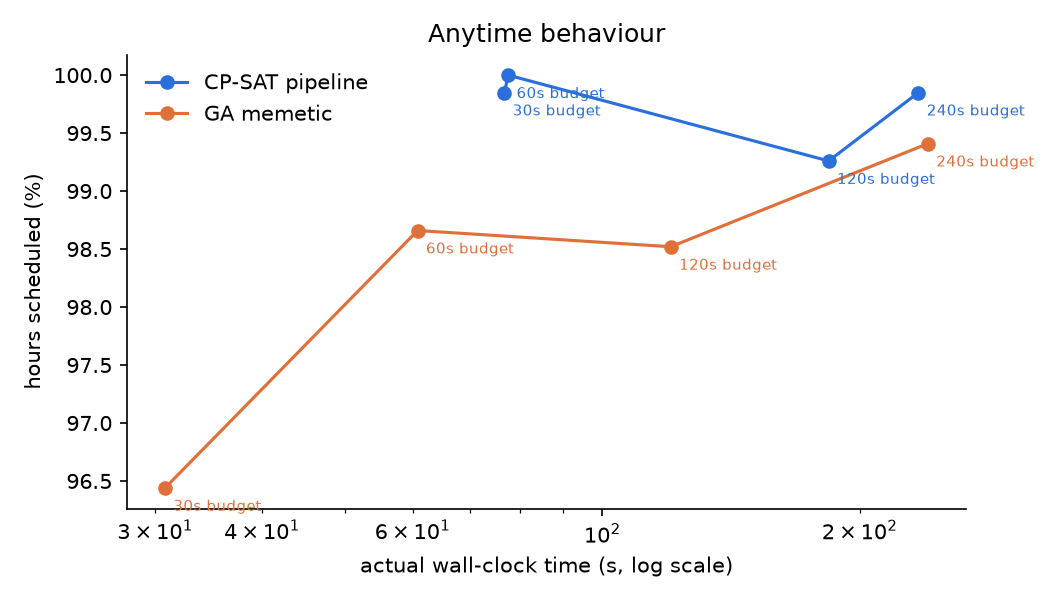 Anytime behaviour
CP-SAT pipeline
GA memetic
hours scheduled (%)
100.0
99.5
99.0
98.5
98.0
97.5
97.0
96.5
60s budget
30s budget
240s budget
120s budget
240s budget
60s budget
120s budget
30s budget
3 × 10¹
4 × 10¹
6 × 10¹
10²
2 × 10²
actual wall-clock time (s, log scale)